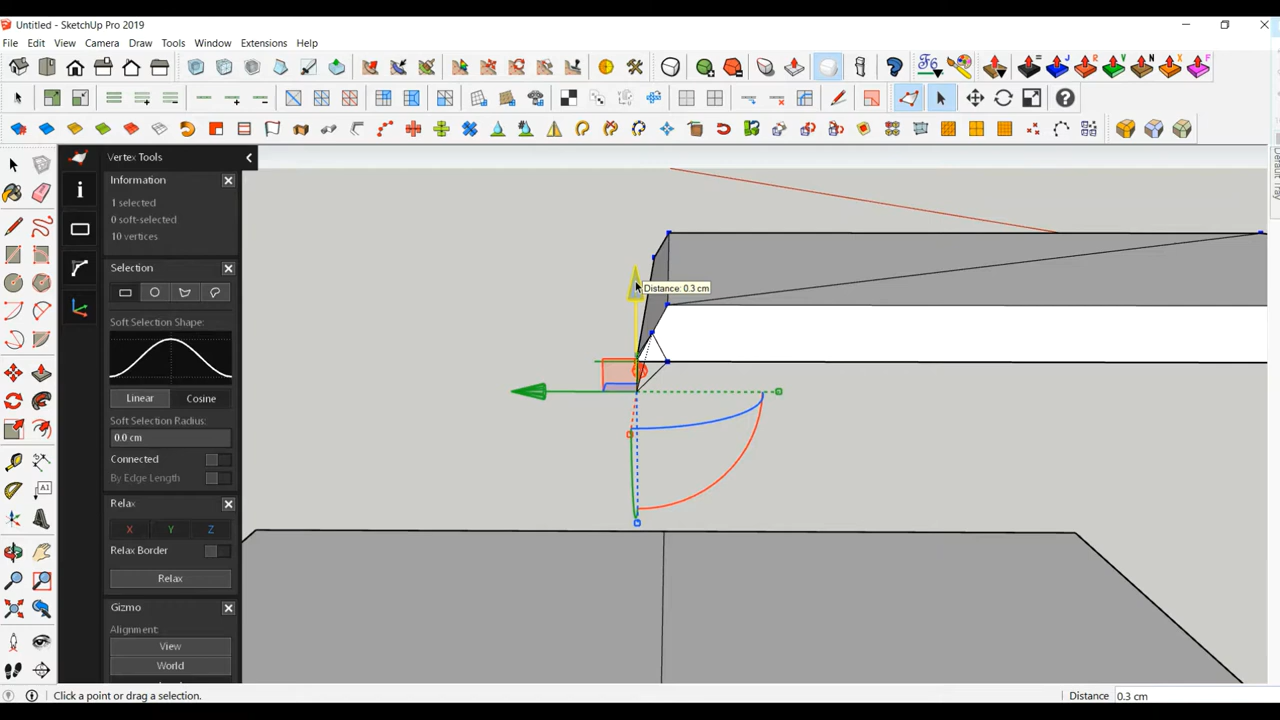 Untitled - SketchUp Pro 2019
File Edit View Camera Draw Tools Window Extensions Help
Vertex Tools
Information
1 selected
0 soft-selected
10 vertices
Selection
Soft Selection Shape:
Linear Cosine
Soft Selection Radius:
0.0 cm
Connected
By Edge Length
Relax
X Y Z
Relax Border
Relax
Gizmo
Alignment:
View
World
Distance: 0.3 cm
Default Tray
Click a point or drag a selection.
Distance 0.3 cm